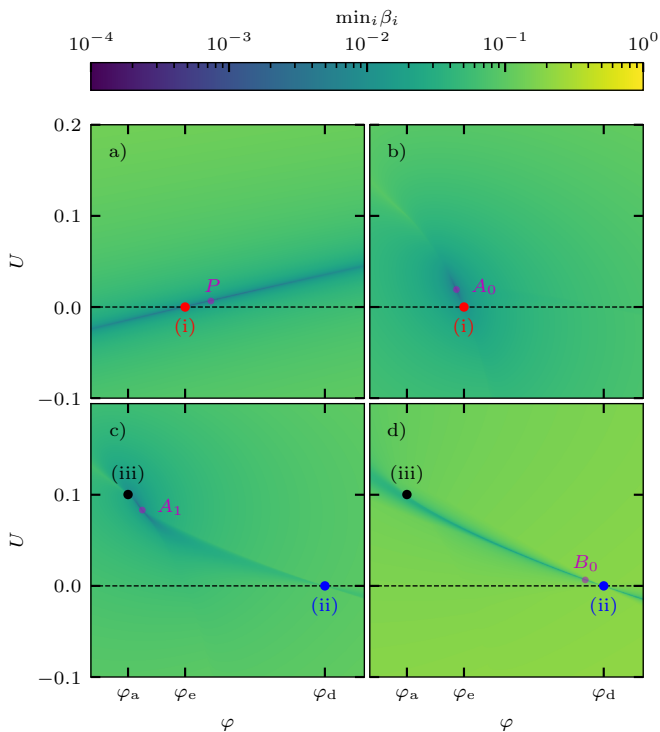 min_i β_i
10^−4 10^−3 10^−2 10^−1 10^0
a) b)
0.2
0.1
0.0
−0.1
U
P
(i)
A_0
(i)
c) d)
0.1
0.0
−0.1
U
(iii)
A_1
(ii)
(iii)
B_0
(ii)
φ_a φ_e φ_d φ_a φ_e φ_d
φ φ